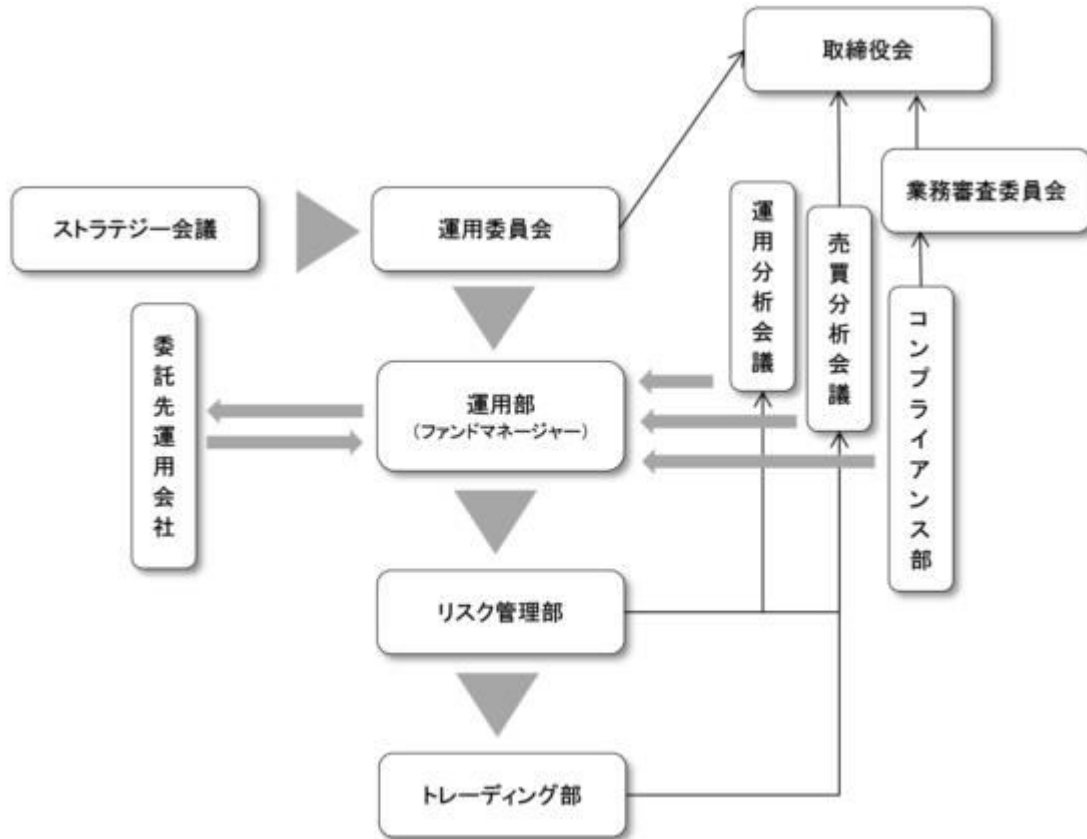 取締役会
業務審査委員会
ストラテジー会議
運用委員会
運用分析会議
売買分析会議
コンプライアンス部
委託先運用会社
運用部
(ファンドマネージャー)
リスク管理部
トレーディング部